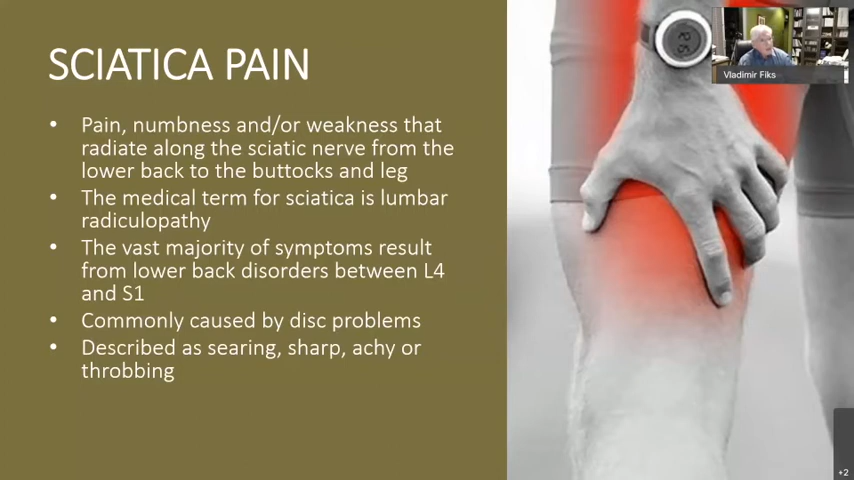 SCIATICA PAIN
• Pain, numbness and/or weakness that
radiate along the sciatic nerve from the
lower back to the buttocks and leg
• The medical term for sciatica is lumbar
radiculopathy
• The vast majority of symptoms result
from lower back disorders between L4
and S1
• Commonly caused by disc problems
• Described as searing, sharp, achy or
throbbing
Vladimir Fiks
+2